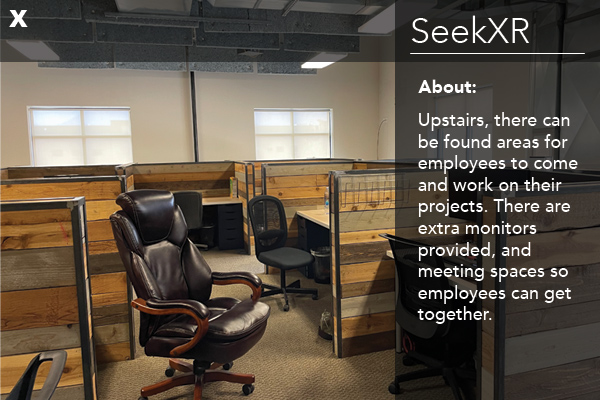 X
SeekXR
About:
Upstairs, there can
be found areas for
employees to come
and work on their
projects. There are
extra monitors
provided, and
meeting spaces so
employees can get
together.